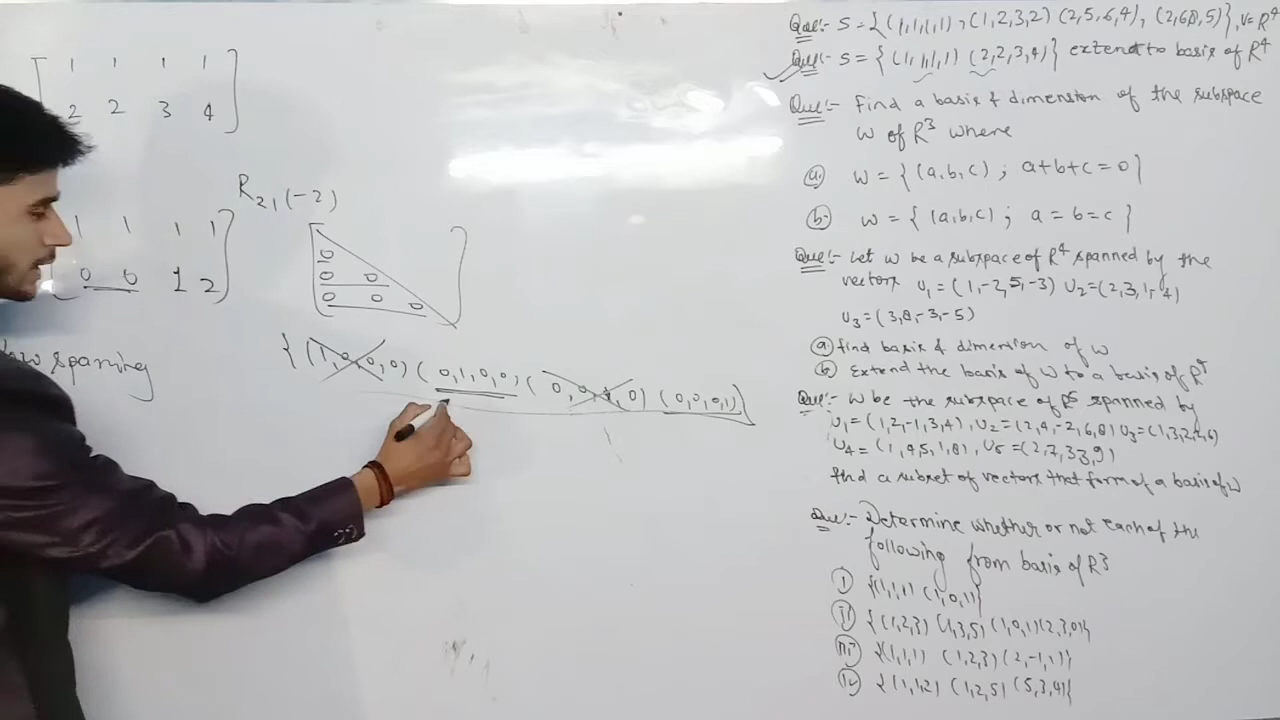 1 1 1 1
2 2 3 4
R₂₁(-2)
1 1 1 1
0 0 1 2
0
0 0
0 0 0
spaning
{(1,0,0,0) (0,1,0,0) (0,0,1,0) (0,0,0,1)}
Que:- S = {(1,1,1,1), (1,2,3,2) (2,5,6,4), (2,6,8,5)}, V=R⁴
Que:- S = {(1,1,1,1) (2,2,3,4)} extend to basis of R⁴
Que:- Find a basis & dimension of the subspace
W of R³ where
(a) W = {(a,b,c) ; a+b+c=0}
(b) W = {(a,b,c) ; a=b=c}
Que:- Let W be a subspace of R⁴ spanned by the
vectors U₁=(1,-2,5,-3) U₂=(2,3,1,-4)
U₃=(3,8,-3,-5)
(a) find basis & dimension of W
(b) Extend the basis of W to a basis of
Que:- W be the subspace of R⁵ spanned by
U₁=(1,2,-1,3,4), U₂=(2,4,-2,6,8) U₃=(1,3,2,2,6)
U₄=(1,4,5,1,8), U₅=(2,7,3,3,9)
find a subset of vectors that form of a basis of W
Que:- Determine whether or not each of the
following from basis of R³
i) {(1,1,1) (1,0,1)}
ii) {(1,2,3) (1,3,5) (1,0,1) (2,3,0)}
iii) {(1,1,1) (1,2,3) (2,-1,1)}
iv) {(1,1,2) (1,2,5) (5,3,4)}